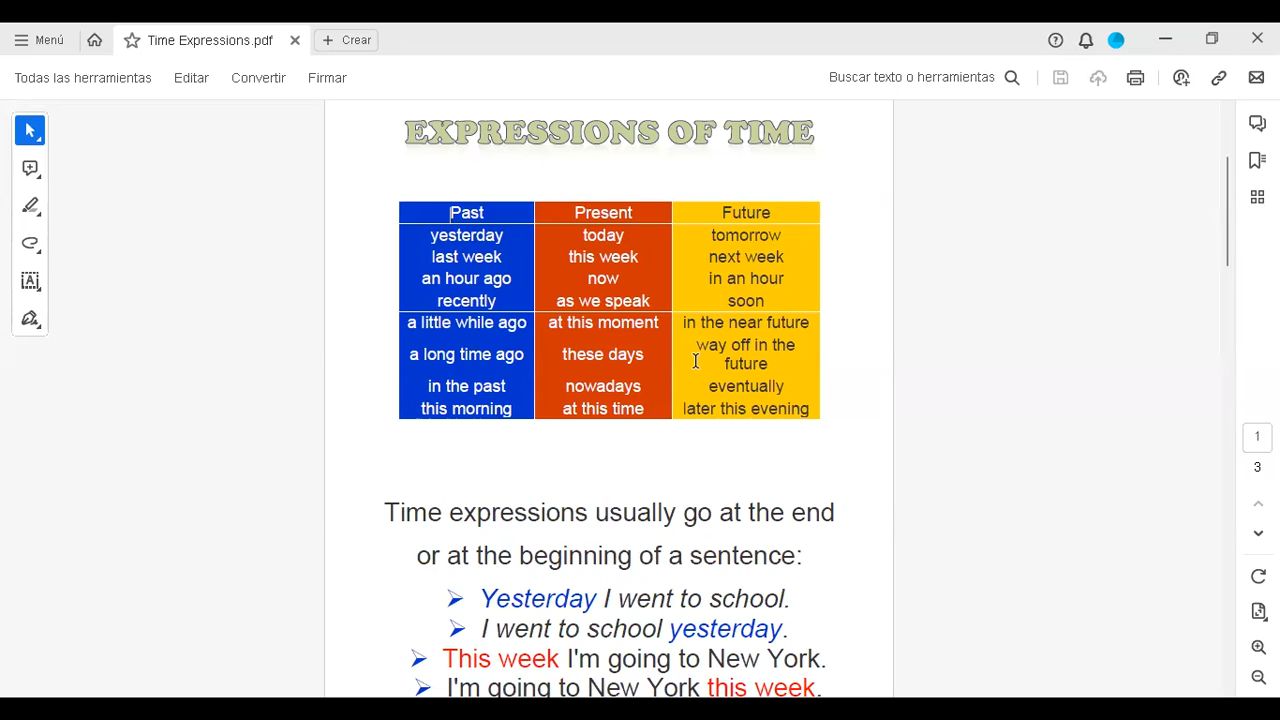 Menú
Time Expressions.pdf
Crear
Todas las herramientas
Editar
Convertir
Firmar
Buscar texto o herramientas
EXPRESSIONS OF TIME
Past Present Future
yesterday today tomorrow
last week this week next week
an hour ago now in an hour
recently as we speak soon
a little while ago at this moment in the near future
a long time ago these days way off in the future
in the past nowadays eventually
this morning at this time later this evening
Time expressions usually go at the end
or at the beginning of a sentence:
Yesterday I went to school.
I went to school yesterday.
This week I'm going to New York.
I'm going to New York this week.
1
3